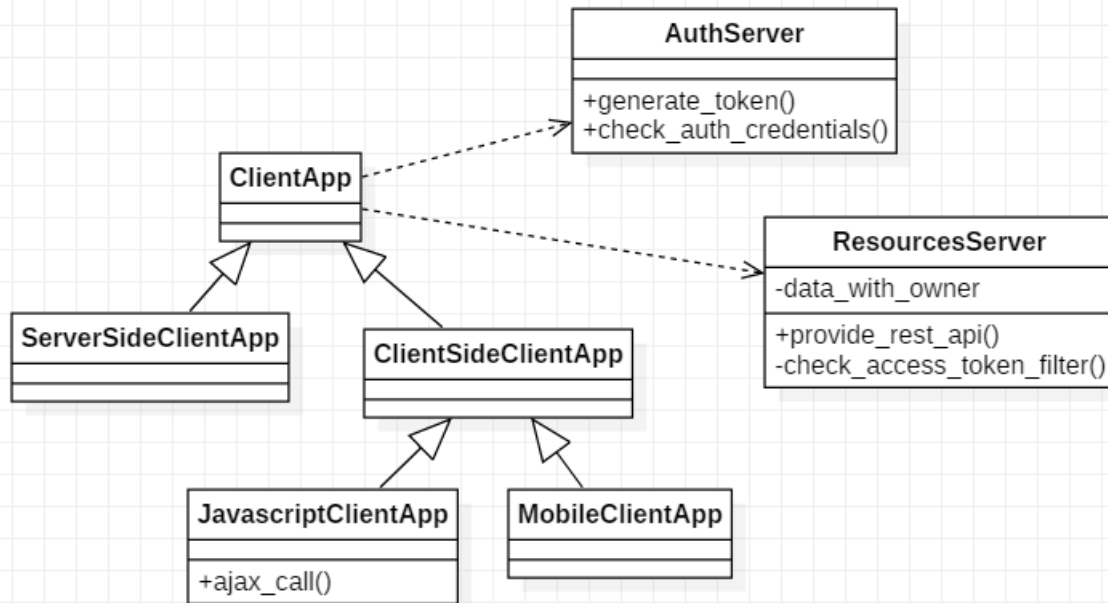 AuthServer
+generate_token()
+check_auth_credentials()
ClientApp
ResourcesServer
-data_with_owner
+provide_rest_api()
-check_access_token_filter()
ServerSideClientApp
ClientSideClientApp
JavascriptClientApp
+ajax_call()
MobileClientApp